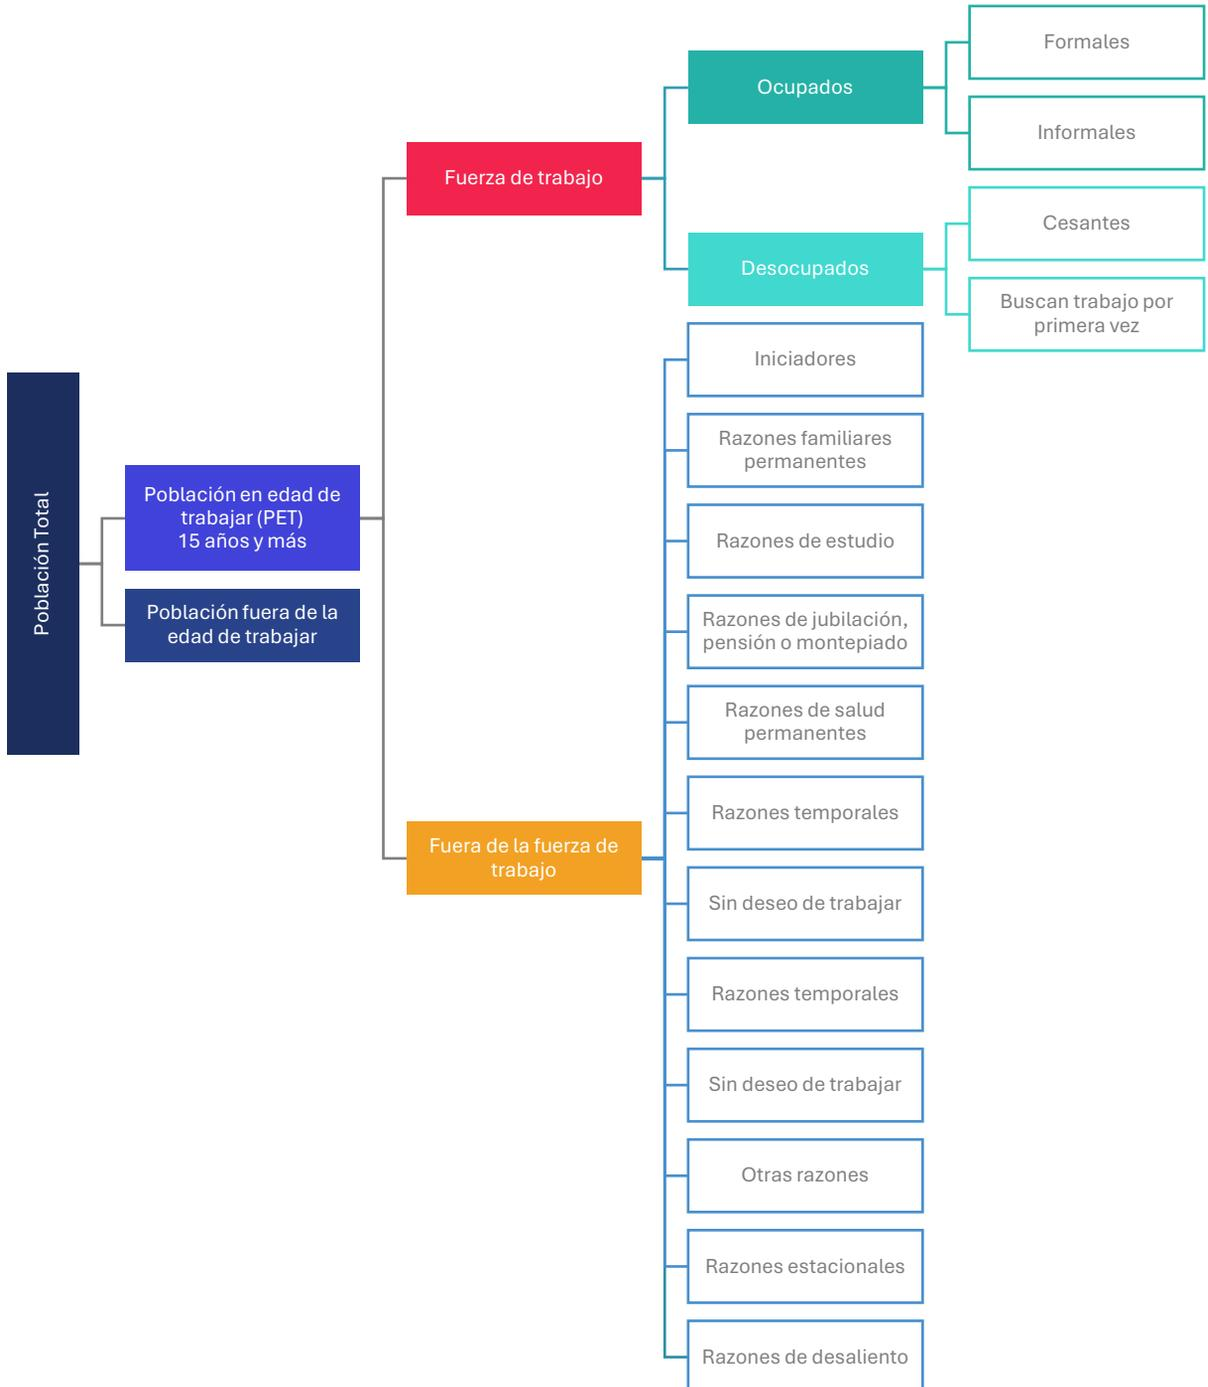 Población Total
Población en edad de
trabajar (PET)
15 años y más
Población fuera de la
edad de trabajar
Fuerza de trabajo
Ocupados
Formales
Informales
Desocupados
Cesantes
Buscan trabajo por
primera vez
Fuera de la fuerza de
trabajo
Iniciadores
Razones familiares
permanentes
Razones de estudio
Razones de jubilación,
pensión o montepiado
Razones de salud
permanentes
Razones temporales
Sin deseo de trabajar
Razones temporales
Sin deseo de trabajar
Otras razones
Razones estacionales
Razones de desaliento